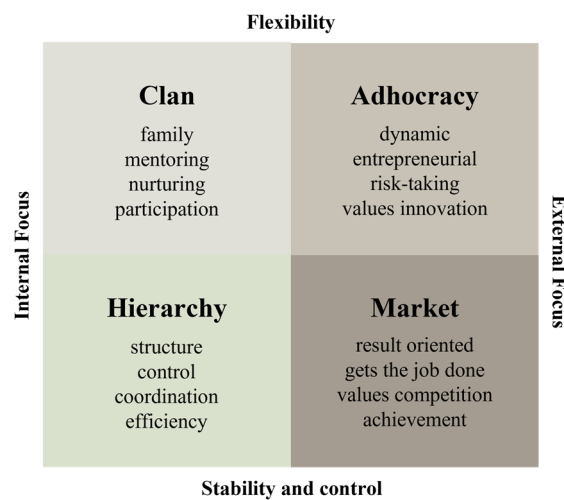 Flexibility
Clan
family
mentoring
nurturing
participation
Adhocracy
dynamic
entrepreneurial
risk-taking
values innovation
Internal Focus
External Focus
Hierarchy
structure
control
coordination
efficiency
Market
result oriented
gets the job done
values competition
achievement
Stability and control